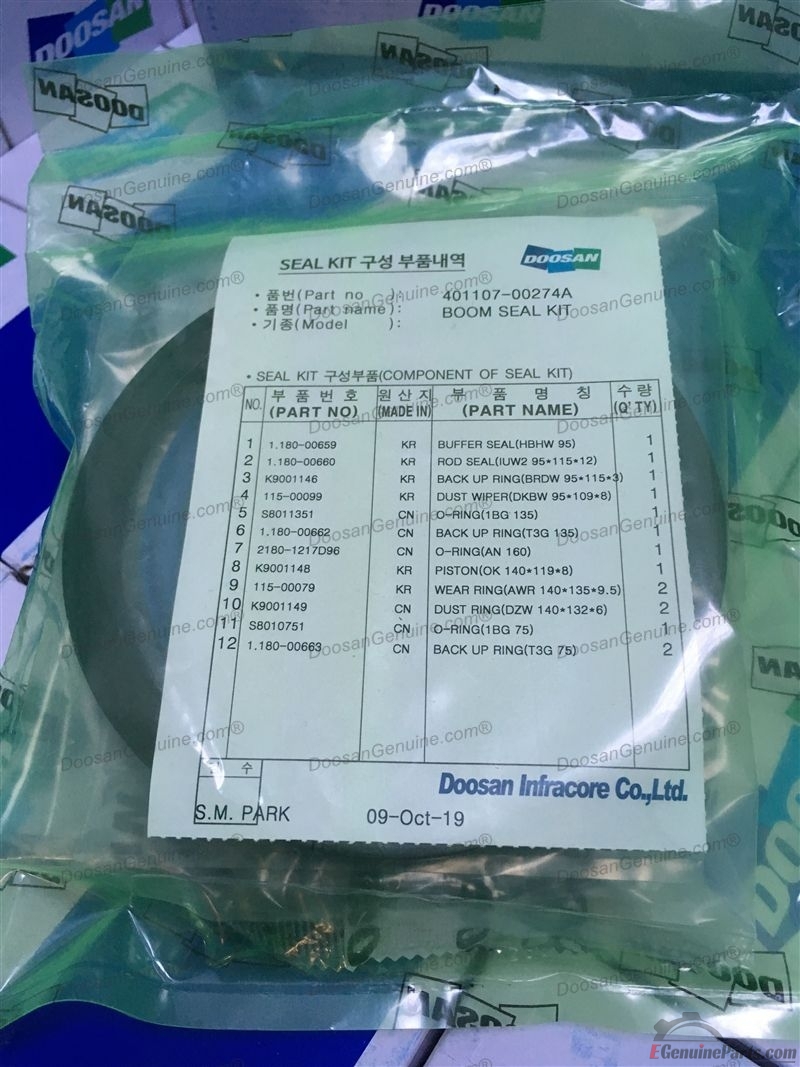 DOOSAN
SEAL KIT 구성 부품내역
DOOSAN
• 품번(Part no ): 401107-00274A
• 품명(Part name): BOOM SEAL KIT
• 기종(Model ):
• SEAL KIT 구성부품(COMPONENT OF SEAL KIT)
NO. 부 품 번 호 (PART NO) 원 산 지 (MADE IN) 부 품 명 칭 (PART NAME) 수 량 (Q'TY)
1 1.180-00659 KR BUFFER SEAL(HBHW 95) 1
2 1.180-00660 KR ROD SEAL(IUW2 95*115*12) 1
3 K9001146 KR BACK UP RING(BRDW 95*115*3) 1
4 115-00099 KR DUST WIPER(DKBW 95*109*8) 1
5 S8011351 CN O-RING(1BG 135) 1
6 1.180-00662 CN BACK UP RING(T3G 135) 1
7 2180-1217D96 CN O-RING(AN 160) 1
8 K9001148 KR PISTON(OK 140*119*8) 1
9 115-00079 KR WEAR RING(AWR 140*135*9.5) 2
10 K9001149 CN DUST RING(DZW 140*132*6) 2
11 S8010751 CN O-RING(1BG 75) 1
12 1.180-00663 CN BACK UP RING(T3G 75) 2
수
Doosan Infracore Co.,Ltd.
S.M. PARK 09-Oct-19
DoosanGenuine.com®
EGenuineParts.com